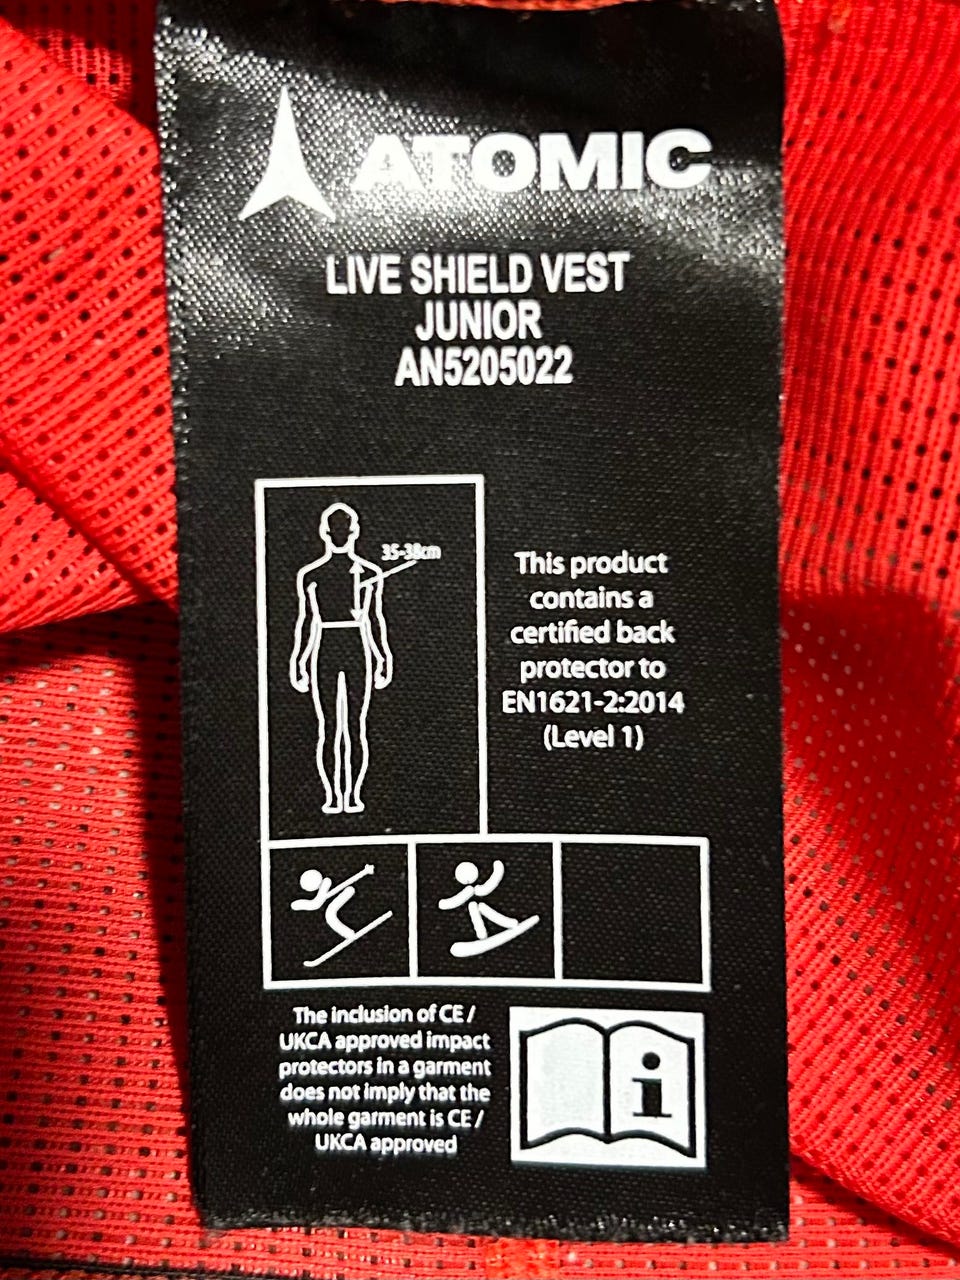 ATOMIC
LIVE SHIELD VEST
JUNIOR
AN5205022
35-38cm
This product
contains a
certified back
protector to
EN1621-2:2014
(Level 1)
The inclusion of CE /
UKCA approved impact
protectors in a garment
does not imply that the
whole garment is CE /
UKCA approved
i